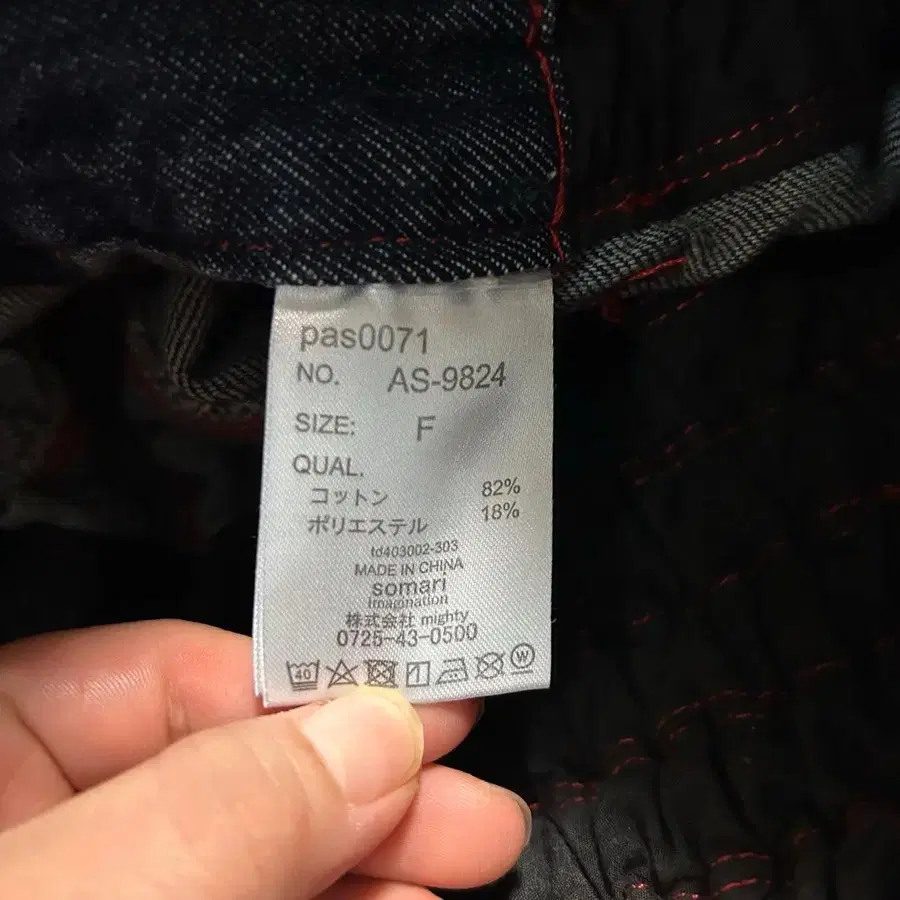 pas0071
NO. AS-9824
SIZE: F
QUAL.
コットン 82%
ポリエステル 18%
td403002-303
MADE IN CHINA
somari
imagination
株式会社 mighty
0725-43-0500
40 W